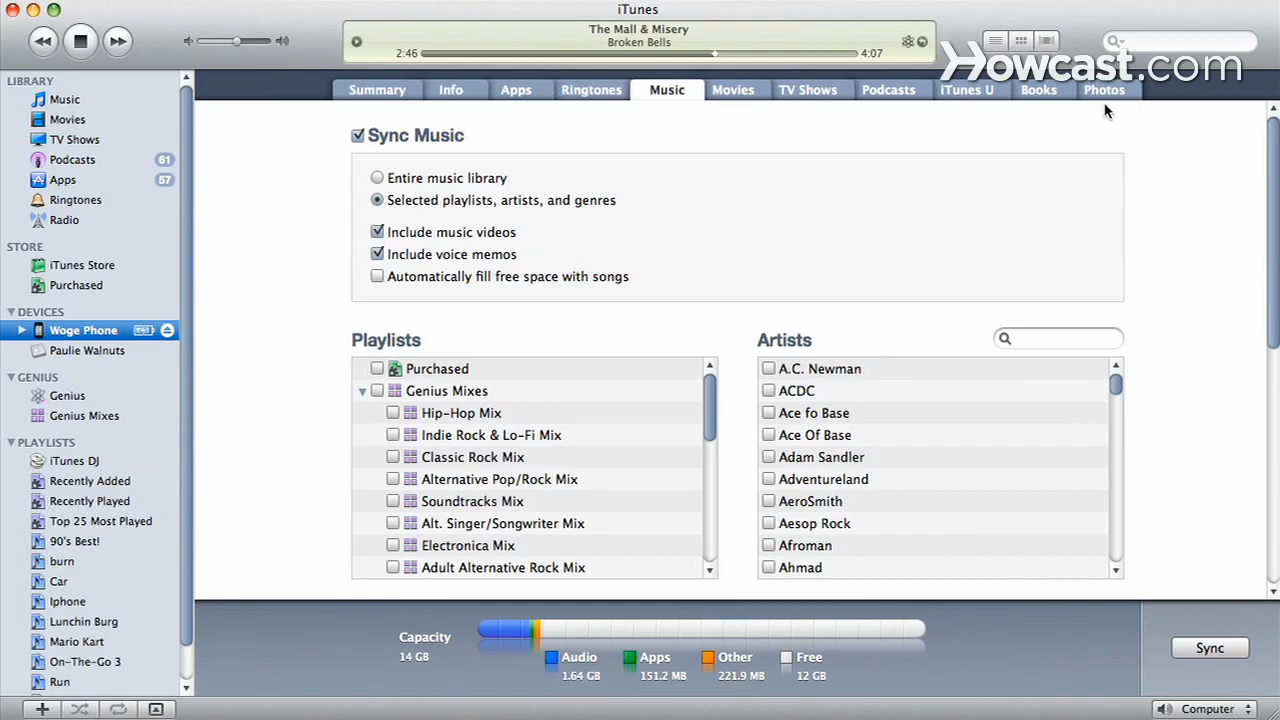 iTunes
The Mall & Misery
Broken Bells
2:46
4:07
Howcast.com
LIBRARY
Music
Movies
TV Shows
Podcasts 61
Apps 57
Ringtones
Radio
STORE
iTunes Store
Purchased
DEVICES
Woge Phone
Paulie Walnuts
GENIUS
Genius
Genius Mixes
PLAYLISTS
iTunes DJ
Recently Added
Recently Played
Top 25 Most Played
90's Best!
burn
Car
Iphone
Lunchin Burg
Mario Kart
On-The-Go 3
Run
Summary Info Apps Ringtones Music Movies TV Shows Podcasts iTunes U Books Photos
Sync Music
Entire music library
Selected playlists, artists, and genres
Include music videos
Include voice memos
Automatically fill free space with songs
Playlists
Purchased
Genius Mixes
Hip-Hop Mix
Indie Rock & Lo-Fi Mix
Classic Rock Mix
Alternative Pop/Rock Mix
Soundtracks Mix
Alt. Singer/Songwriter Mix
Electronica Mix
Adult Alternative Rock Mix
Artists
A.C. Newman
ACDC
Ace fo Base
Ace Of Base
Adam Sandler
Adventureland
AeroSmith
Aesop Rock
Afroman
Ahmad
Capacity
14 GB
Audio
1.64 GB
Apps
151.2 MB
Other
221.9 MB
Free
12 GB
Sync
Computer